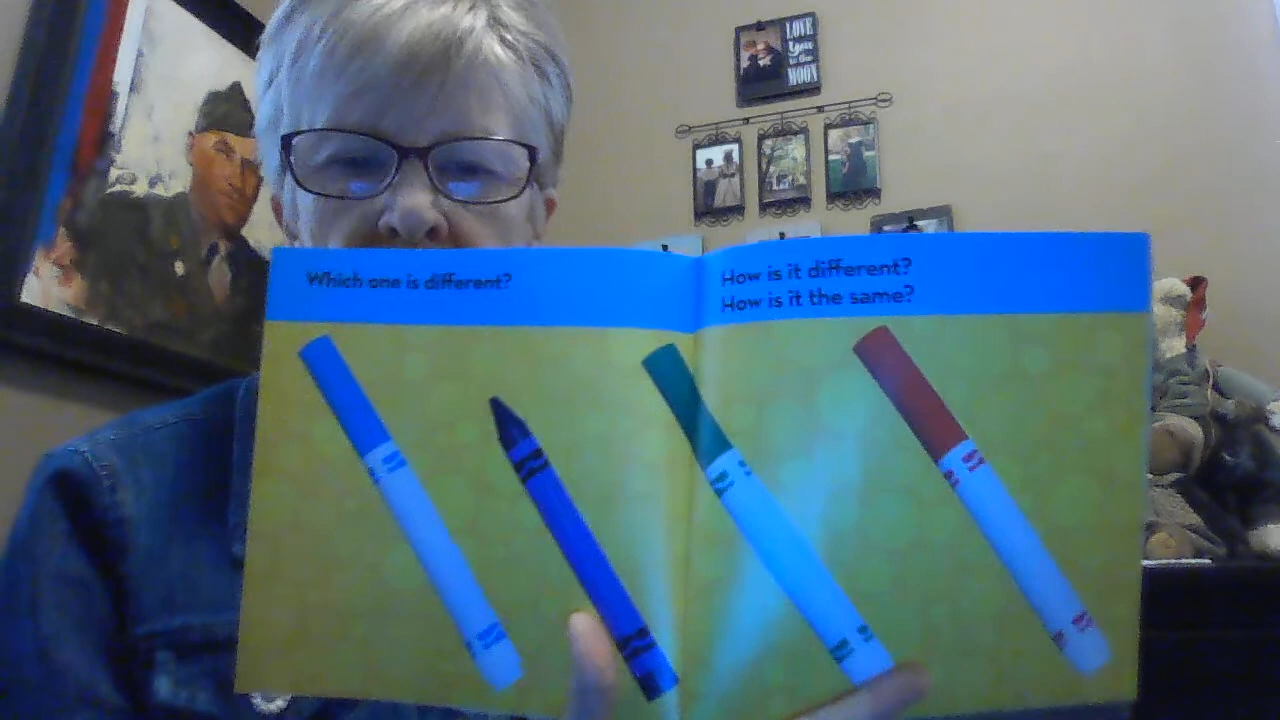 LOVE
You
to the
MOON
Which one is different?
How is it different?
How is it the same?